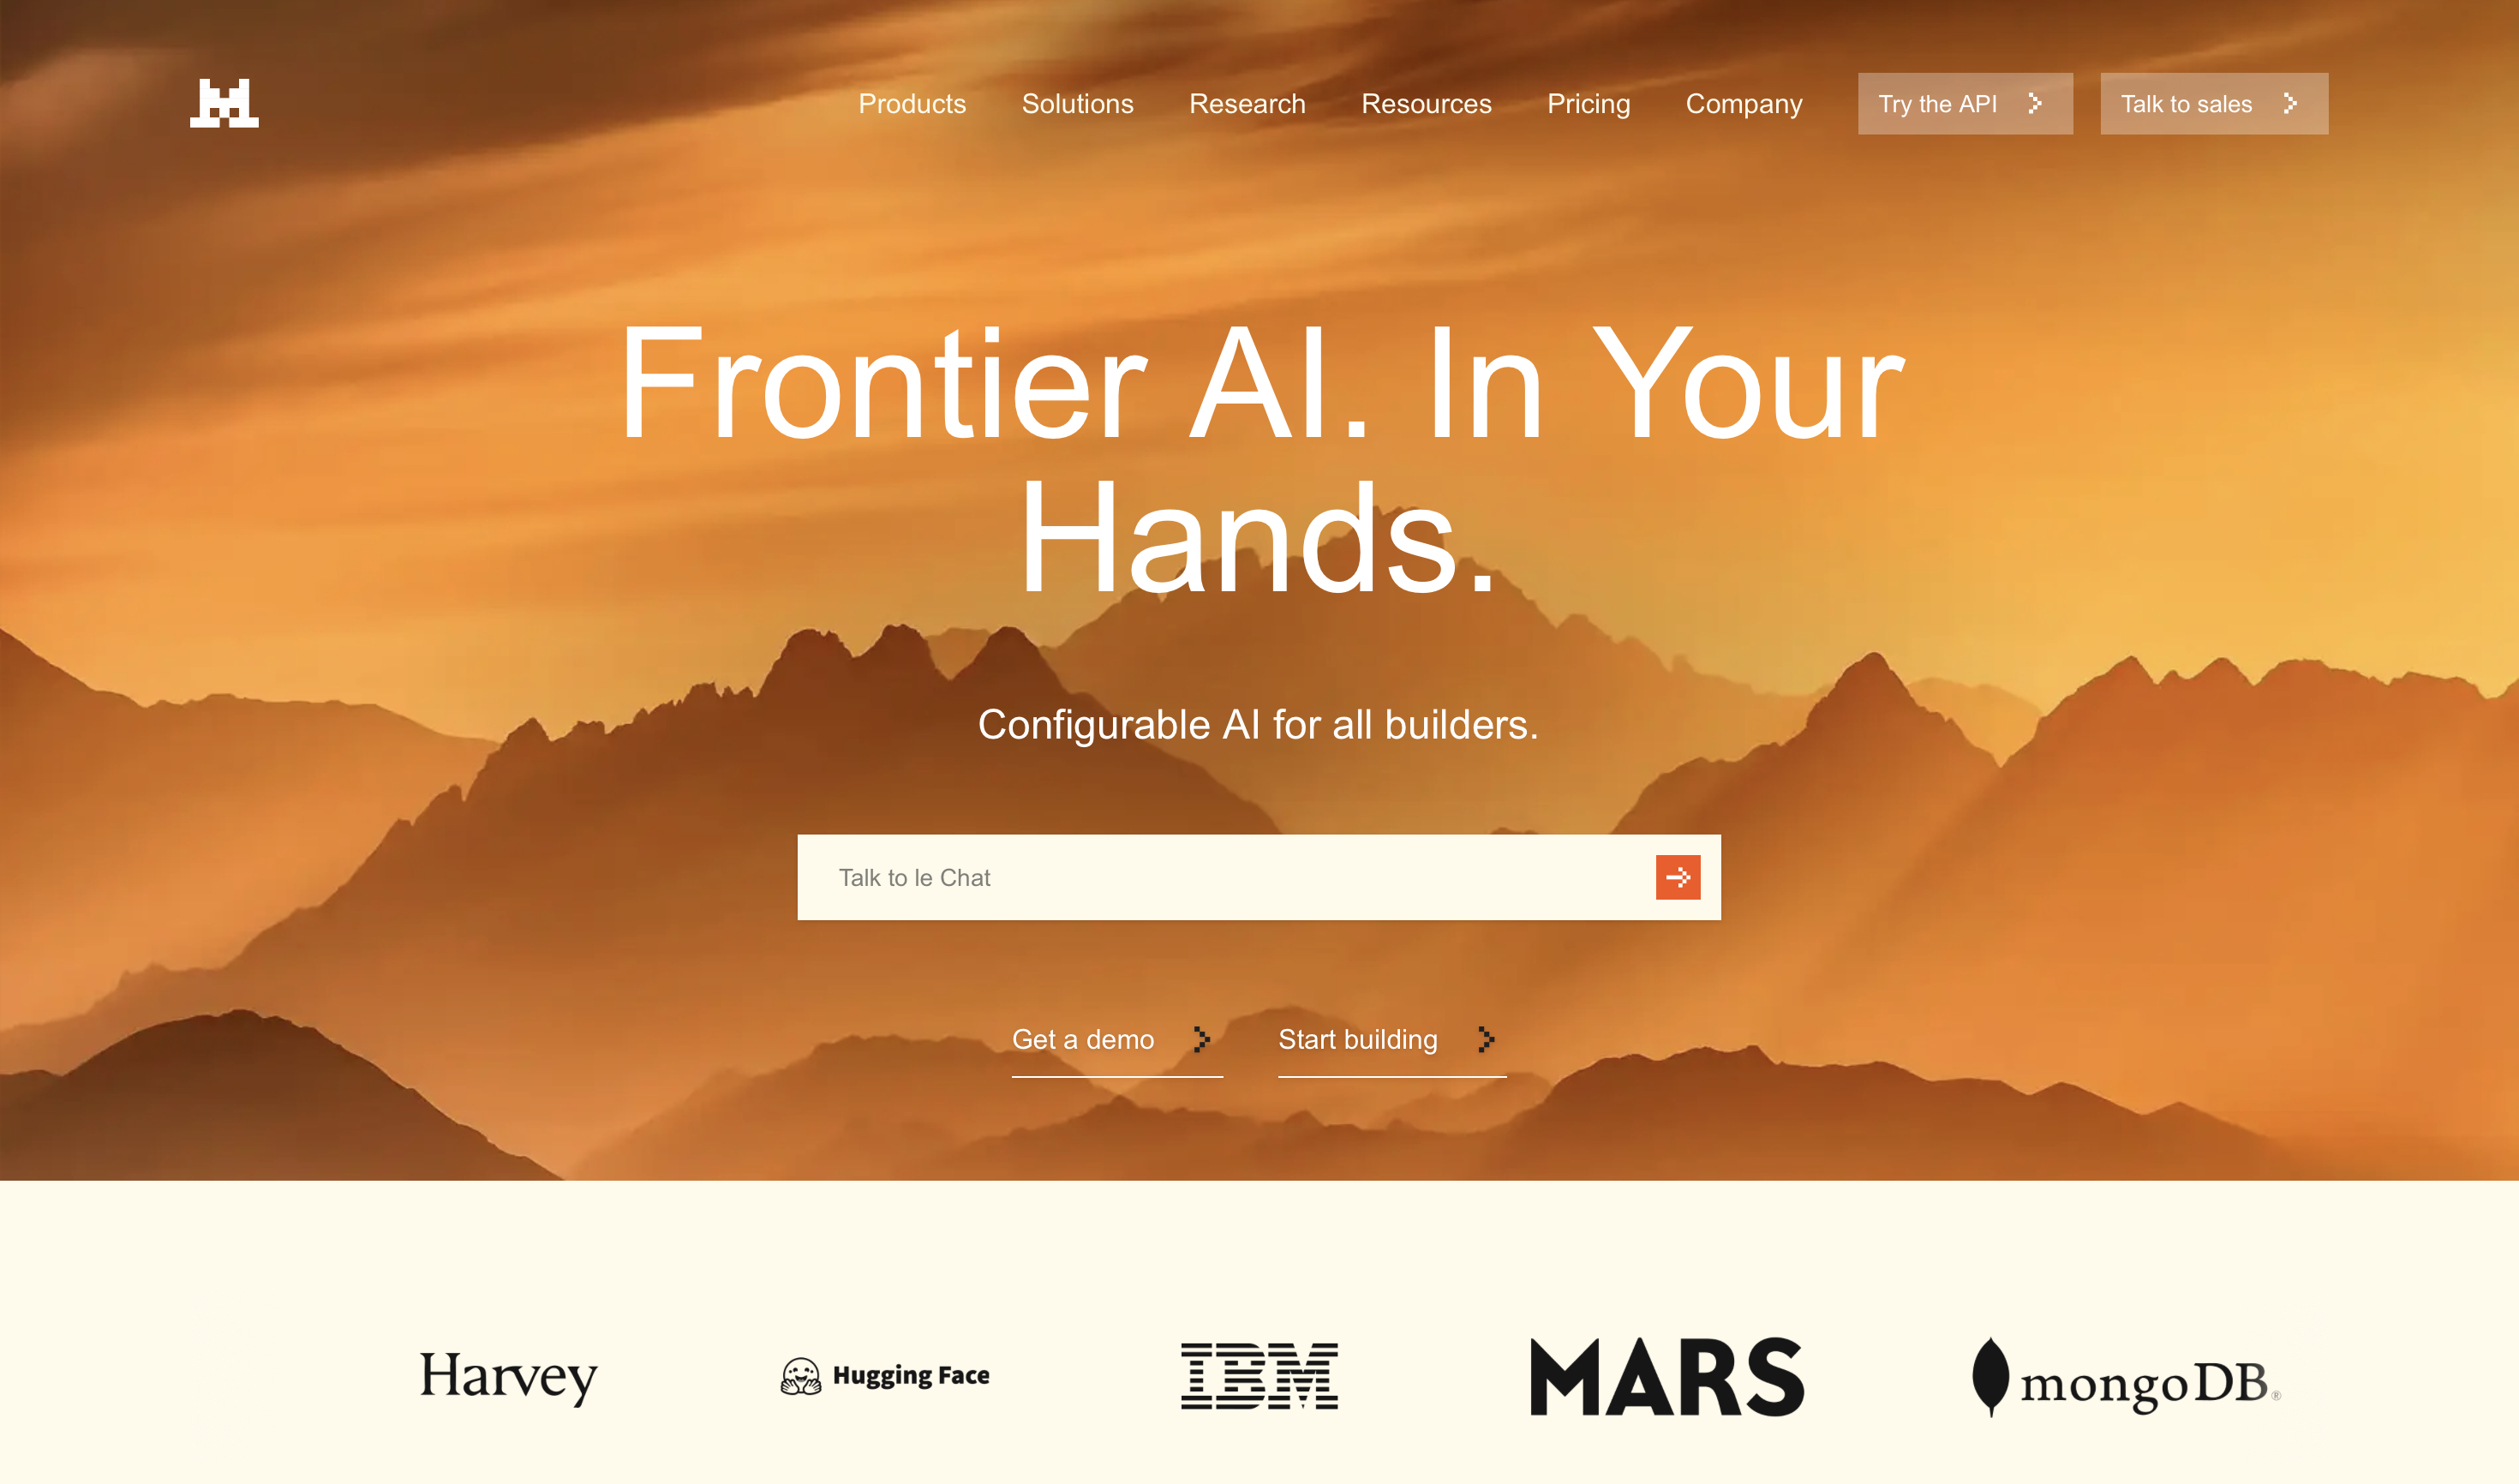 Products Solutions Research Resources Pricing Company Try the API Talk to sales
Frontier AI. In Your
Hands.
Configurable AI for all builders.
Talk to le Chat
Get a demo Start building
Harvey Hugging Face IBM MARS mongoDB®